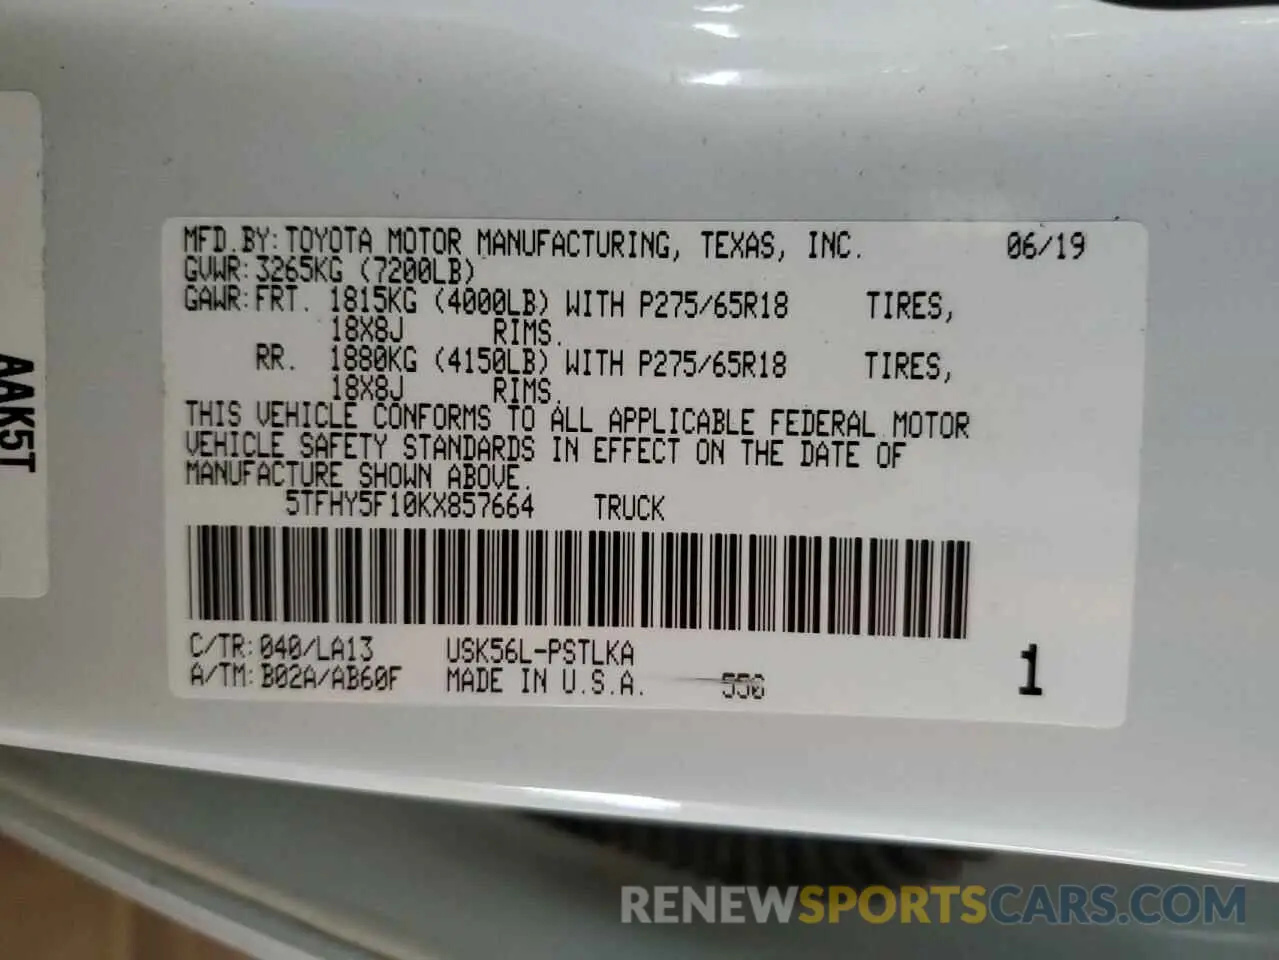 MFD.BY:TOYOTA MOTOR MANUFACTURING, TEXAS, INC. 06/19
GVWR:3265KG (7200LB)
GAWR:FRT. 1815KG (4000LB) WITH P275/65R18 TIRES,
18X8J RIMS.
RR. 1880KG (4150LB) WITH P275/65R18 TIRES,
18X8J RIMS.
THIS VEHICLE CONFORMS TO ALL APPLICABLE FEDERAL MOTOR
VEHICLE SAFETY STANDARDS IN EFFECT ON THE DATE OF
MANUFACTURE SHOWN ABOVE.
5TFHY5F10KX857664 TRUCK
C/TR:040/LA13 USK56L-PSTLKA
A/TM:B02A/AB60F MADE IN U.S.A. 556
1
AAK5T
RENEWSPORTSCARS.COM